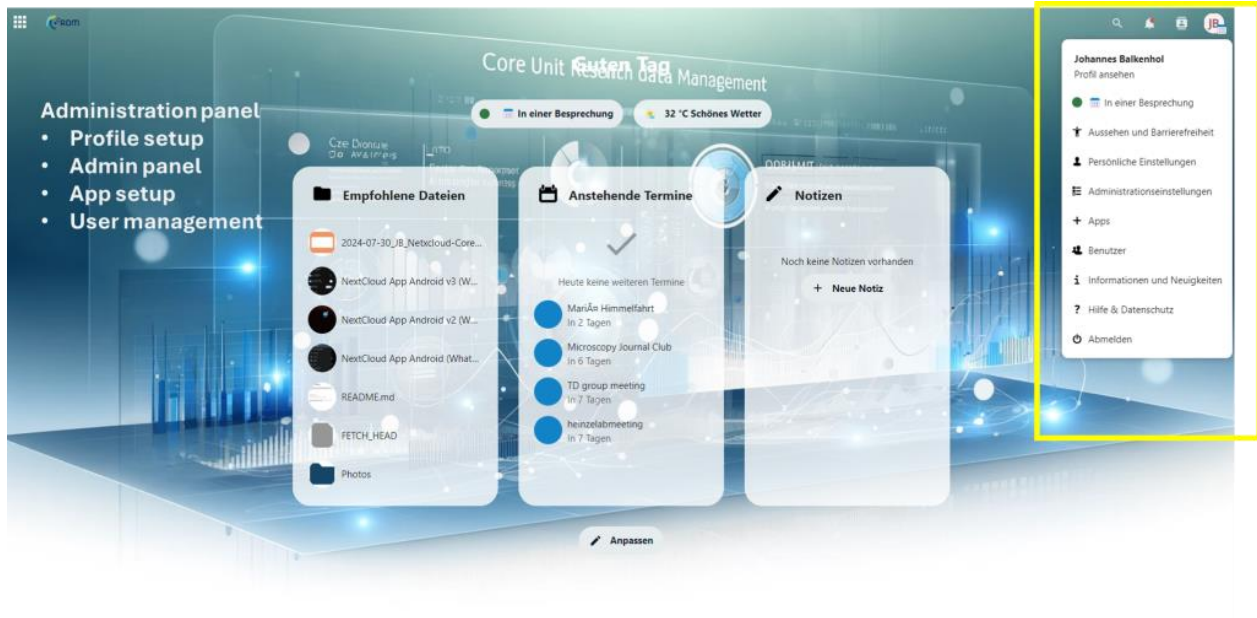 Core Unit Research data Management
Guten Tag
In einer Besprechung
32 °C Schönes Wetter
Administration panel
• Profile setup
• Admin panel
• App setup
• User management
Empfohlene Dateien
2024-07-30_JB_Netxcloud-Core...
NextCloud App Android v3 (W...
NextCloud App Android v2 (W...
NextCloud App Android (What...
README.md
FETCH_HEAD
Photos
Anstehende Termine
Heute keine weiteren Termine
MariÃ¤ Himmelfahrt
In 2 Tagen
Microscopy Journal Club
In 6 Tagen
TD group meeting
In 7 Tagen
heinzelabmeeting
In 7 Tagen
Notizen
Noch keine Notizen vorhanden
+ Neue Notiz
Anpassen
JB
Johannes Balkenhol
Profil ansehen
In einer Besprechung
Aussehen und Barrierefreiheit
Persönliche Einstellungen
Administrationseinstellungen
+ Apps
Benutzer
Informationen und Neuigkeiten
? Hilfe & Datenschutz
Abmelden